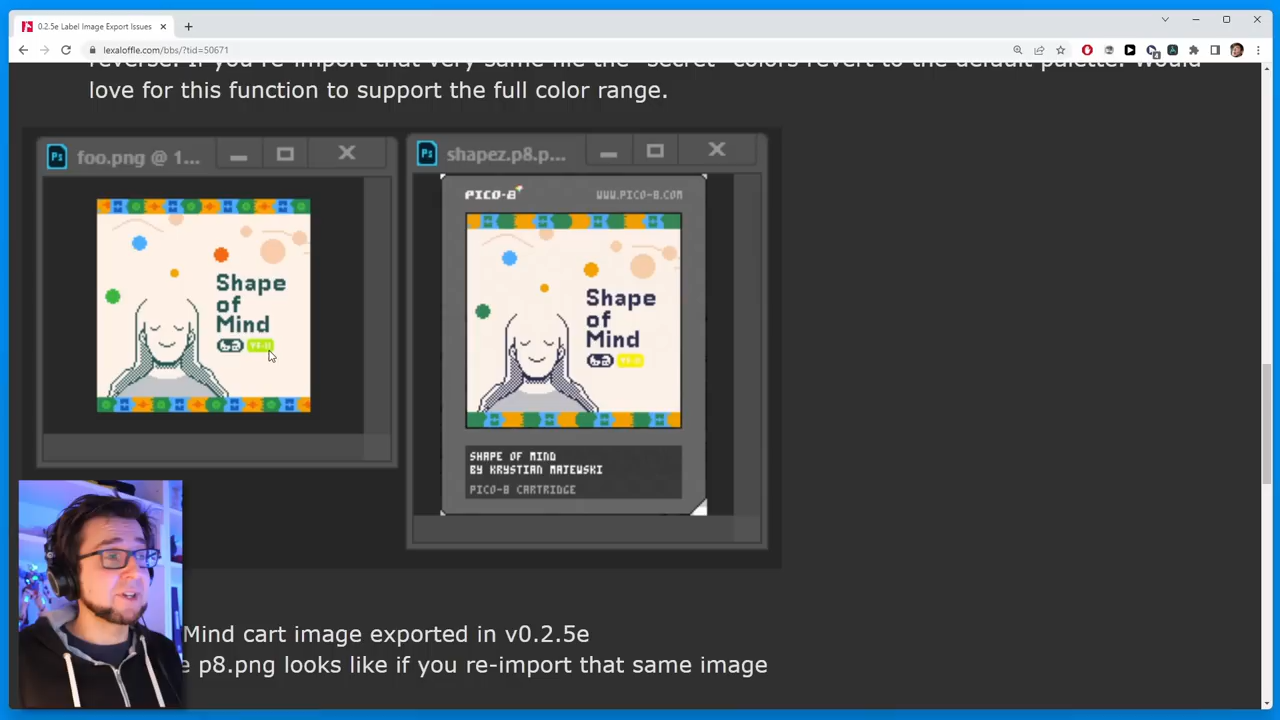 0.2.5e Label Image Export Issues
lexaloffle.com/bbs/?tid=50671
love for this function to support the full color range.
foo.png @ 1...
shapez.p8.p...
PICO-8
WWW.PICO-8.COM
Shape
of
Mind
Shape
of
Mind
SHAPE OF MIND
BY KRYSTIAN MAJEWSKI
PICO-8 CARTRIDGE
Mind cart image exported in v0.2.5e
p8.png looks like if you re-import that same image